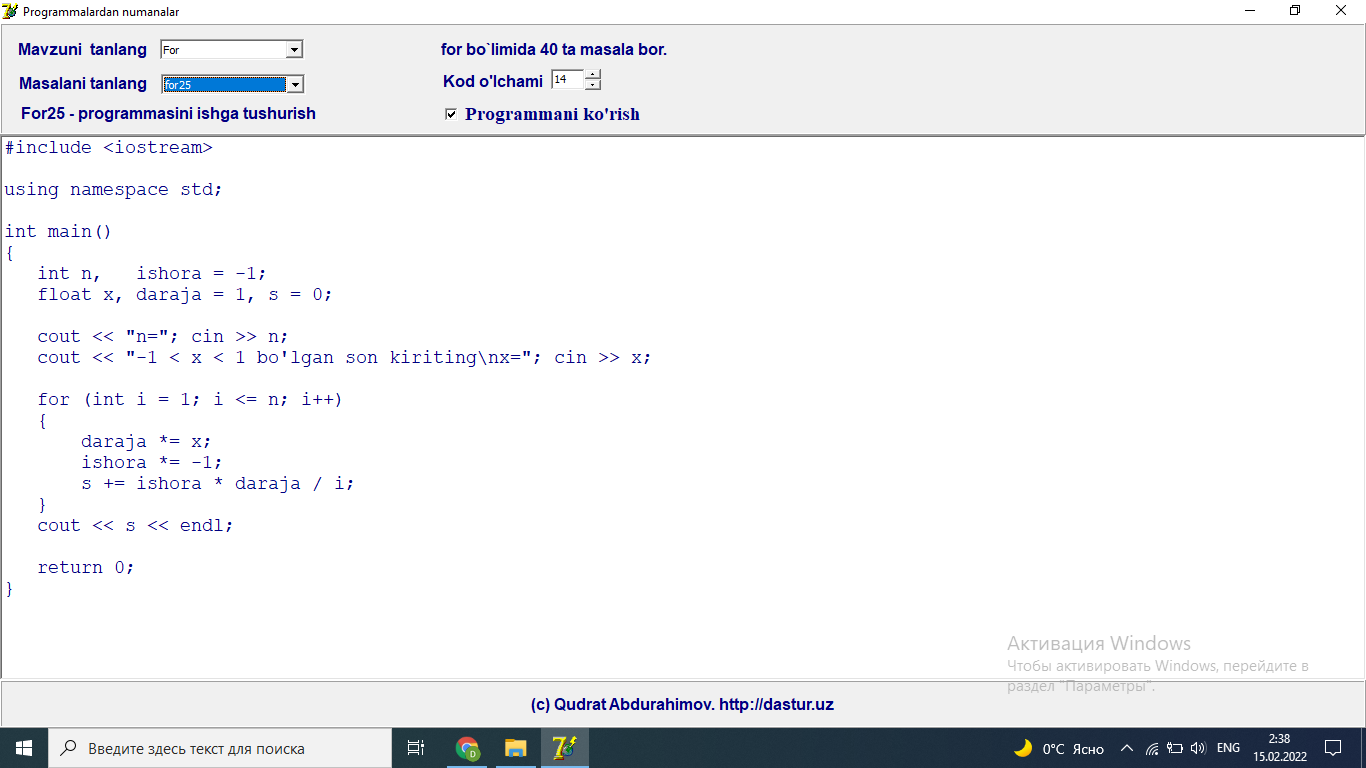 Programmalardan numanalar
Mavzuni tanlang For for bo`limida 40 ta masala bor.
Masalani tanlang for25 Kod o'lchami 14
For25 - programmasini ishga tushurish Programmani ko'rish
#include <iostream>
using namespace std;
int main()
{
int n, ishora = -1;
float x, daraja = 1, s = 0;
cout << "n="; cin >> n;
cout << "-1 < x < 1 bo'lgan son kiriting\nx="; cin >> x;
for (int i = 1; i <= n; i++)
{
daraja *= x;
ishora *= -1;
s += ishora * daraja / i;
}
cout << s << endl;
return 0;
}
Активация Windows
Чтобы активировать Windows, перейдите в
раздел "Параметры".
(c) Qudrat Abdurahimov. http://dastur.uz
Введите здесь текст для поиска
0°C Ясно
ENG
2:38
15.02.2022